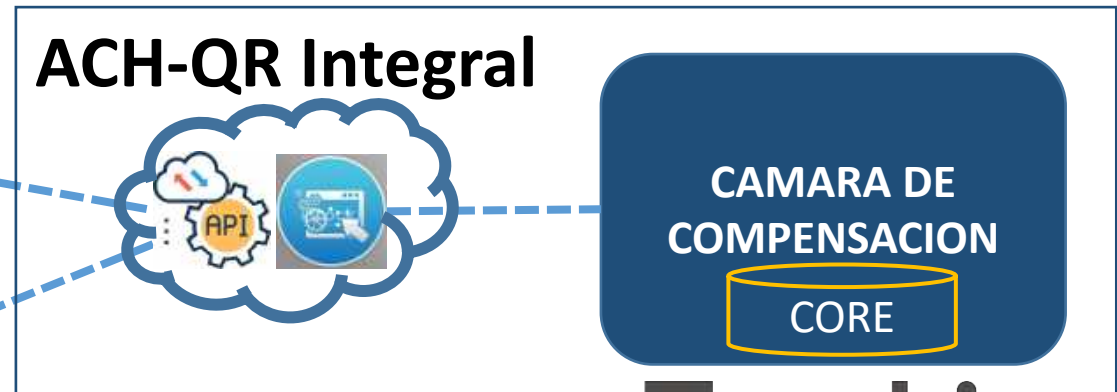 ACH-QR Integral
API
CAMARA DE
COMPENSACION
CORE